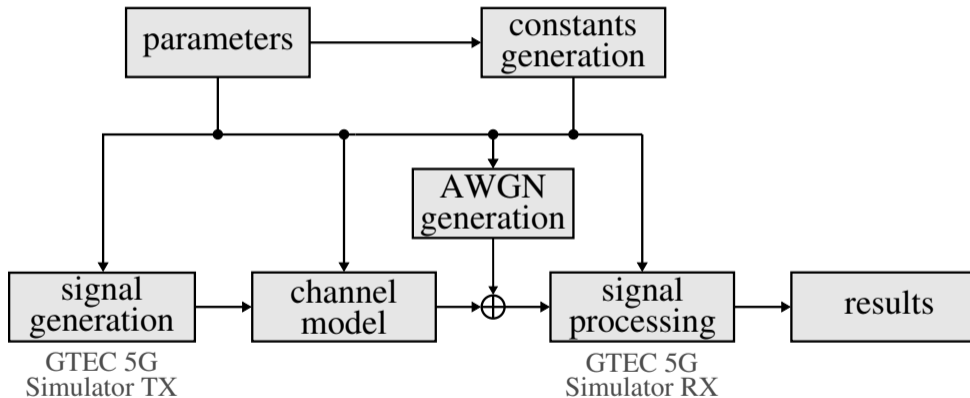 parameters
constants
generation
AWGN
generation
signal
generation
channel
model
signal
processing
results
GTEC 5G
Simulator TX
GTEC 5G
Simulator RX